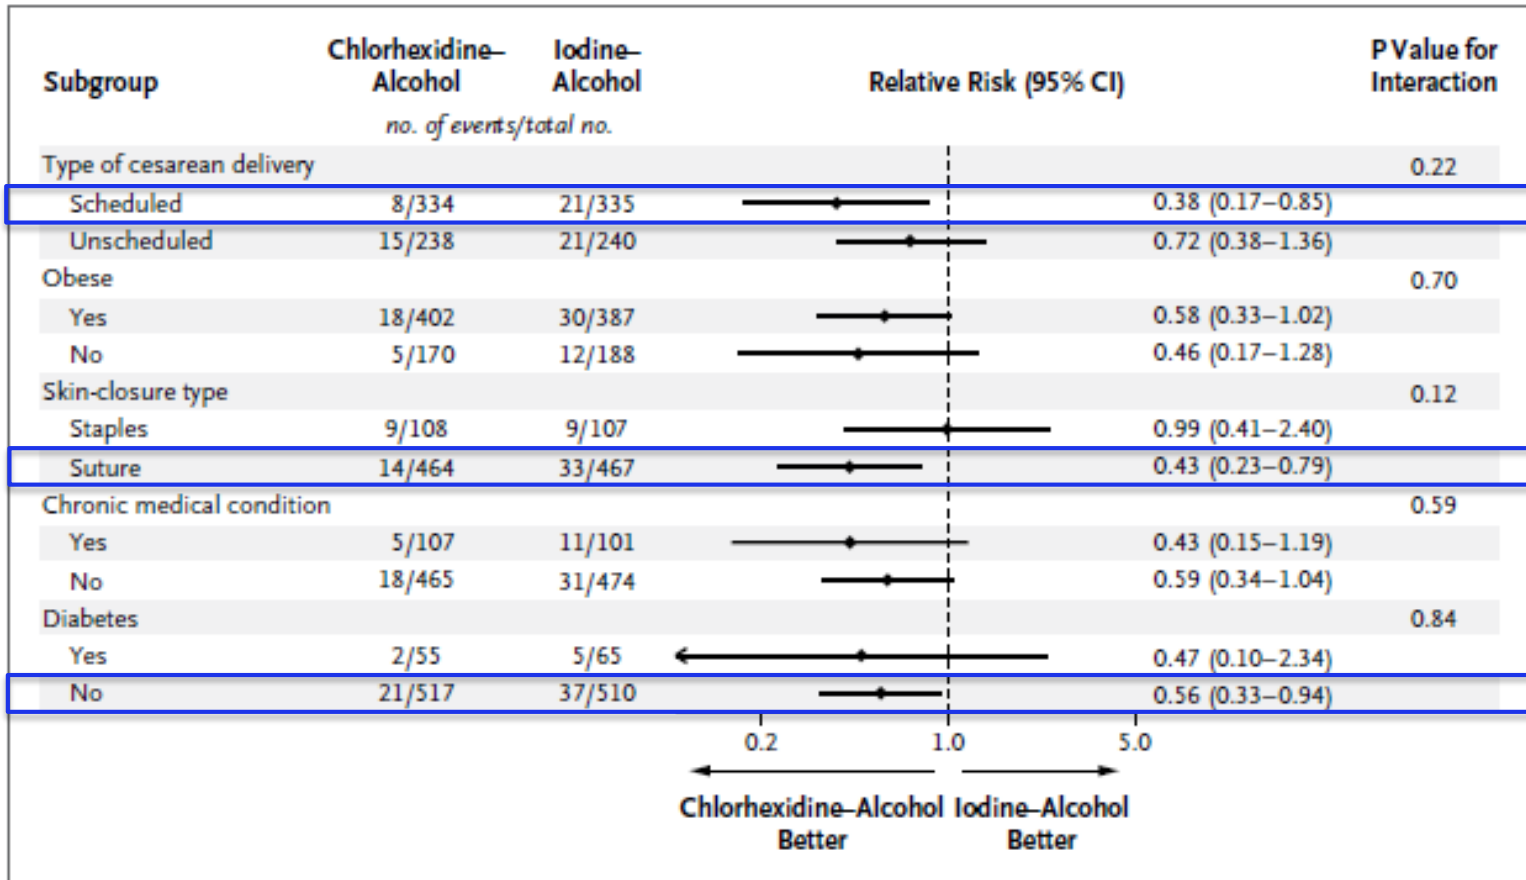 Subgroup Chlorhexidine–Alcohol Iodine–Alcohol Relative Risk (95% CI) P Value for Interaction
no. of events/total no.
Type of cesarean delivery 0.22
Scheduled 8/334 21/335 0.38 (0.17–0.85)
Unscheduled 15/238 21/240 0.72 (0.38–1.36)
Obese 0.70
Yes 18/402 30/387 0.58 (0.33–1.02)
No 5/170 12/188 0.46 (0.17–1.28)
Skin-closure type 0.12
Staples 9/108 9/107 0.99 (0.41–2.40)
Suture 14/464 33/467 0.43 (0.23–0.79)
Chronic medical condition 0.59
Yes 5/107 11/101 0.43 (0.15–1.19)
No 18/465 31/474 0.59 (0.34–1.04)
Diabetes 0.84
Yes 2/55 5/65 0.47 (0.10–2.34)
No 21/517 37/510 0.56 (0.33–0.94)
0.2 1.0 5.0
Chlorhexidine–Alcohol Better Iodine–Alcohol Better